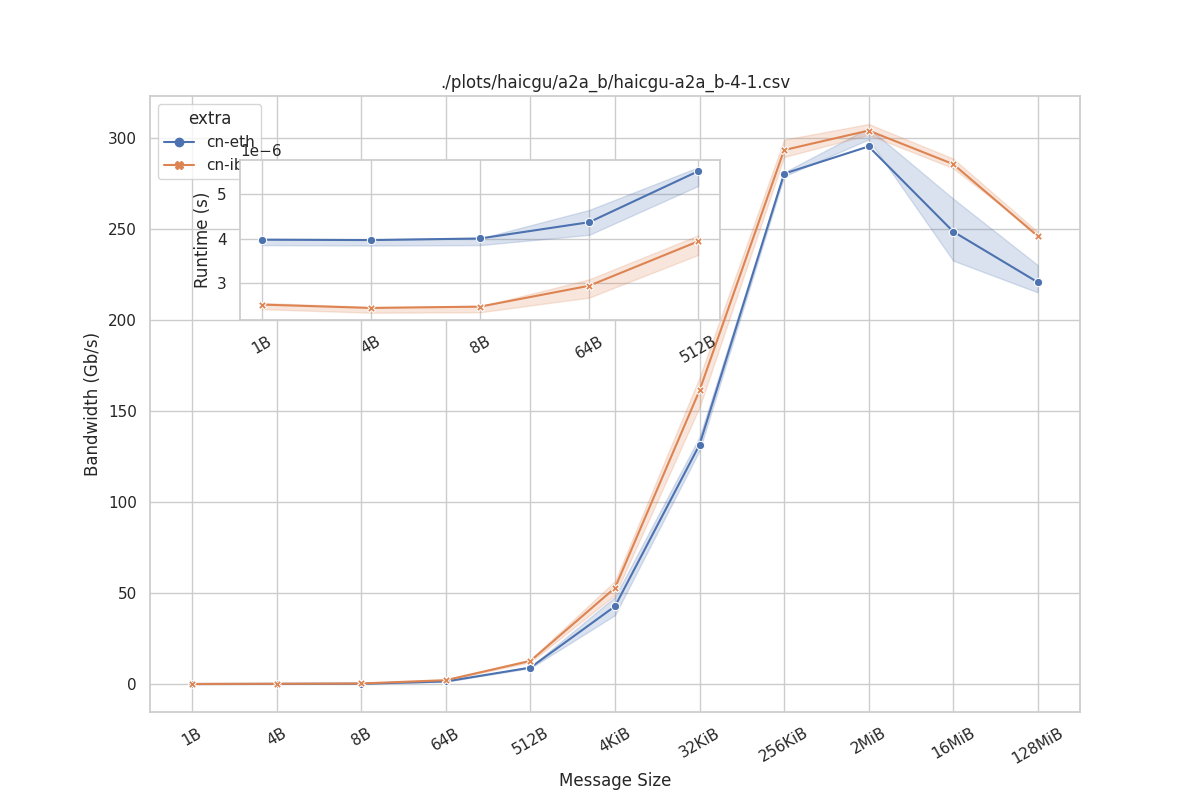 ./plots/haicgu/a2a_b/haicgu-a2a_b-4-1.csv
extra
cn-eth
cn-ib
1e−6
Runtime (s)
5
4
3
1B 4B 8B 64B 512B
Bandwidth (Gb/s)
300
250
200
150
100
50
0
1B 4B 8B 64B 512B 4KiB 32KiB 256KiB 2MiB 16MiB 128MiB
Message Size